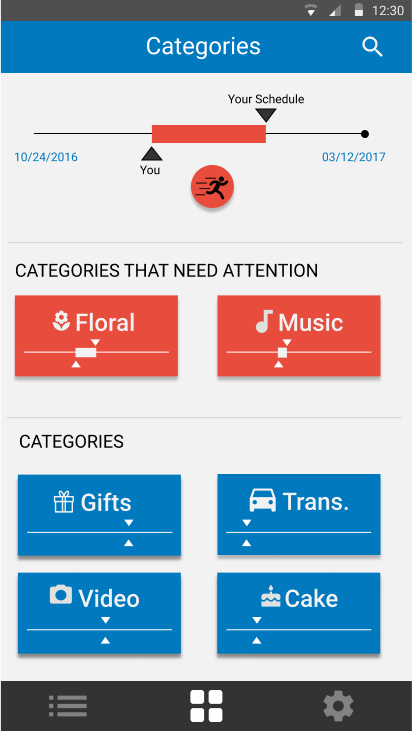 12:30
Categories
Your Schedule
10/24/2016
03/12/2017
You
CATEGORIES THAT NEED ATTENTION
Floral
Music
CATEGORIES
Gifts
Trans.
Video
Cake